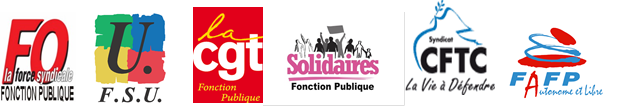 FO
la force syndicale
FONCTION PUBLIQUE
U.
F.S.U.
la
cgt
Fonction
Publique
Solidaires
Fonction Publique
Syndicat
CFTC
La Vie à Défendre
FAFP
Autonome et Libre